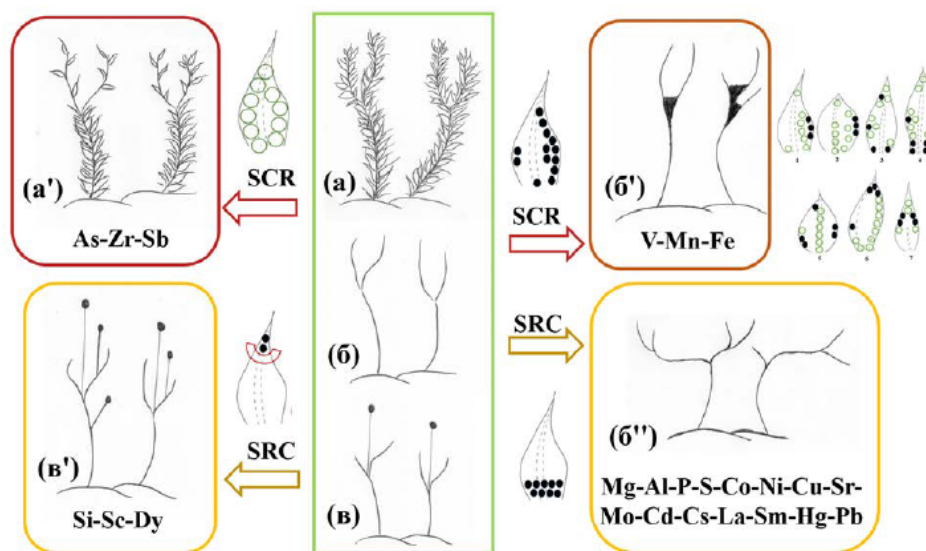 (а')
SCR
As-Zr-Sb
(а)
SCR
(б')
V-Mn-Fe
1
2
3
4
5
6
7
(б)
SRC
(в')
SRC
Si-Sc-Dy
(в)
(б'')
Mg-Al-P-S-Co-Ni-Cu-Sr-
Mo-Cd-Cs-La-Sm-Hg-Pb